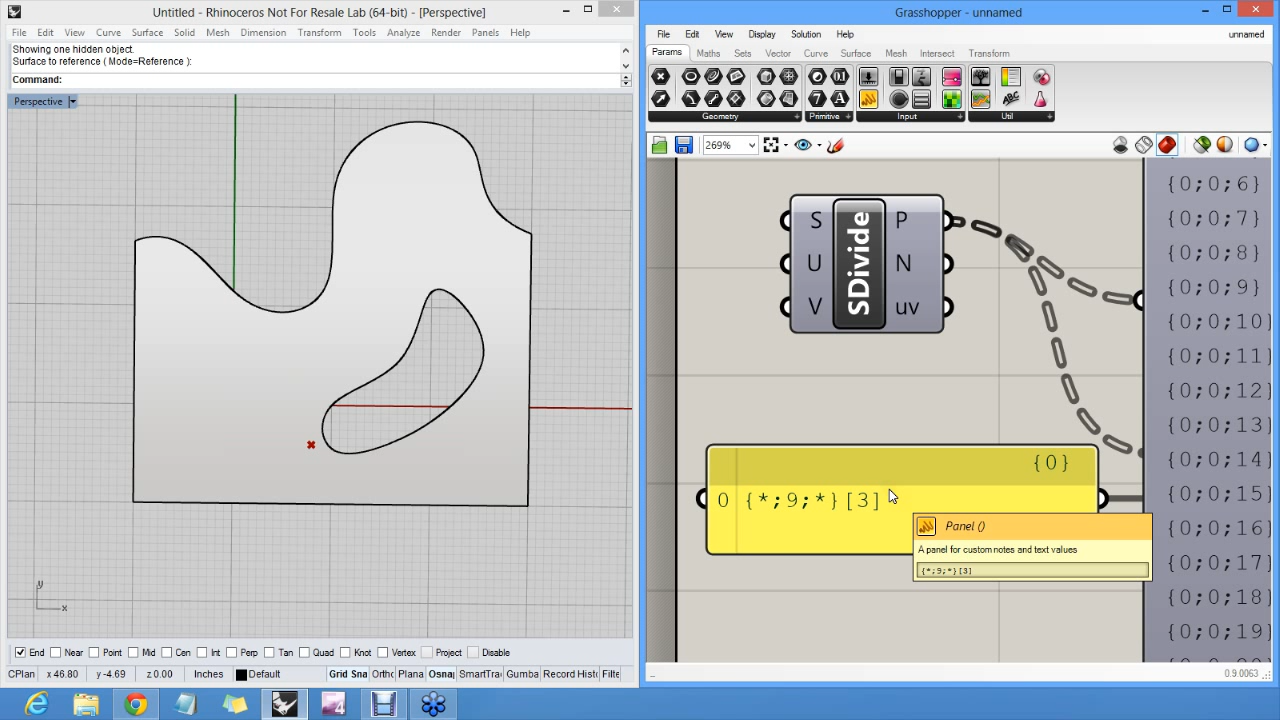 Untitled - Rhinoceros Not For Resale Lab (64-bit) - [Perspective]
File Edit View Curve Surface Solid Mesh Dimension Transform Tools Analyze Render Panels Help
Showing one hidden object.
Surface to reference ( Mode=Reference ):
Command:
Perspective
y
x
End Near Point Mid Cen Int Perp Tan Quad Knot Vertex Project Disable
CPlan x 46.80 y -4.69 z 0.00 Inches Default Grid Sna Ortho Plana Osna SmartTra Gumba Record Histo Filte
Grasshopper - unnamed
File Edit View Display Solution Help unnamed
Params Maths Sets Vector Curve Surface Mesh Intersect Transform
Geometry Primitive Input Util
269%
S U V SDivide P N uv
{0;0;6}
{0;0;7}
{0;0;8}
{0;0;9}
{0;0;10}
{0;0;11}
{0;0;12}
{0;0;13}
{0;0;14}
{0;0;15}
{0;0;16}
{0;0;17}
{0;0;18}
{0;0;19}
{0}
0 {*;9;*}[3]
Panel ()
A panel for custom notes and text values
{*;9;*}[3]
0.9.0063